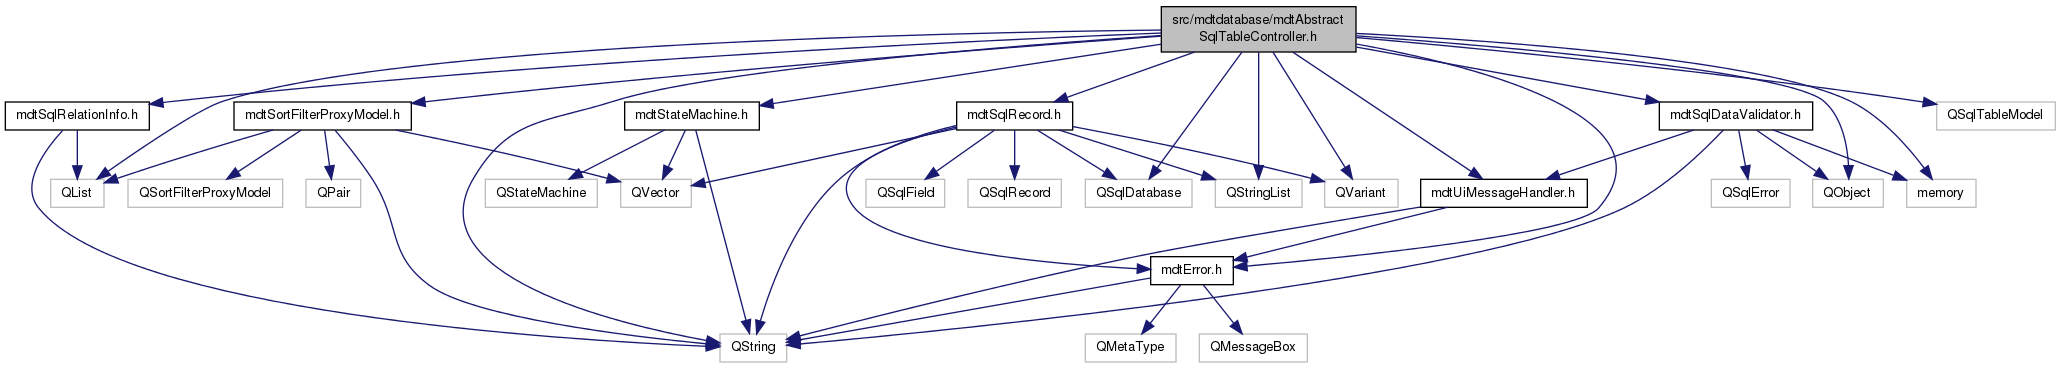 src/mdtdatabase/mdtAbstract
SqlTableController.h
mdtSqlRelationInfo.h
mdtSortFilterProxyModel.h
mdtStateMachine.h
mdtSqlRecord.h
mdtSqlDataValidator.h
QSqlTableModel
QList
QSortFilterProxyModel
QPair
QStateMachine
QVector
QSqlField
QSqlRecord
QSqlDatabase
QStringList
QVariant
mdtUiMessageHandler.h
QSqlError
QObject
memory
mdtError.h
QString
QMetaType
QMessageBox